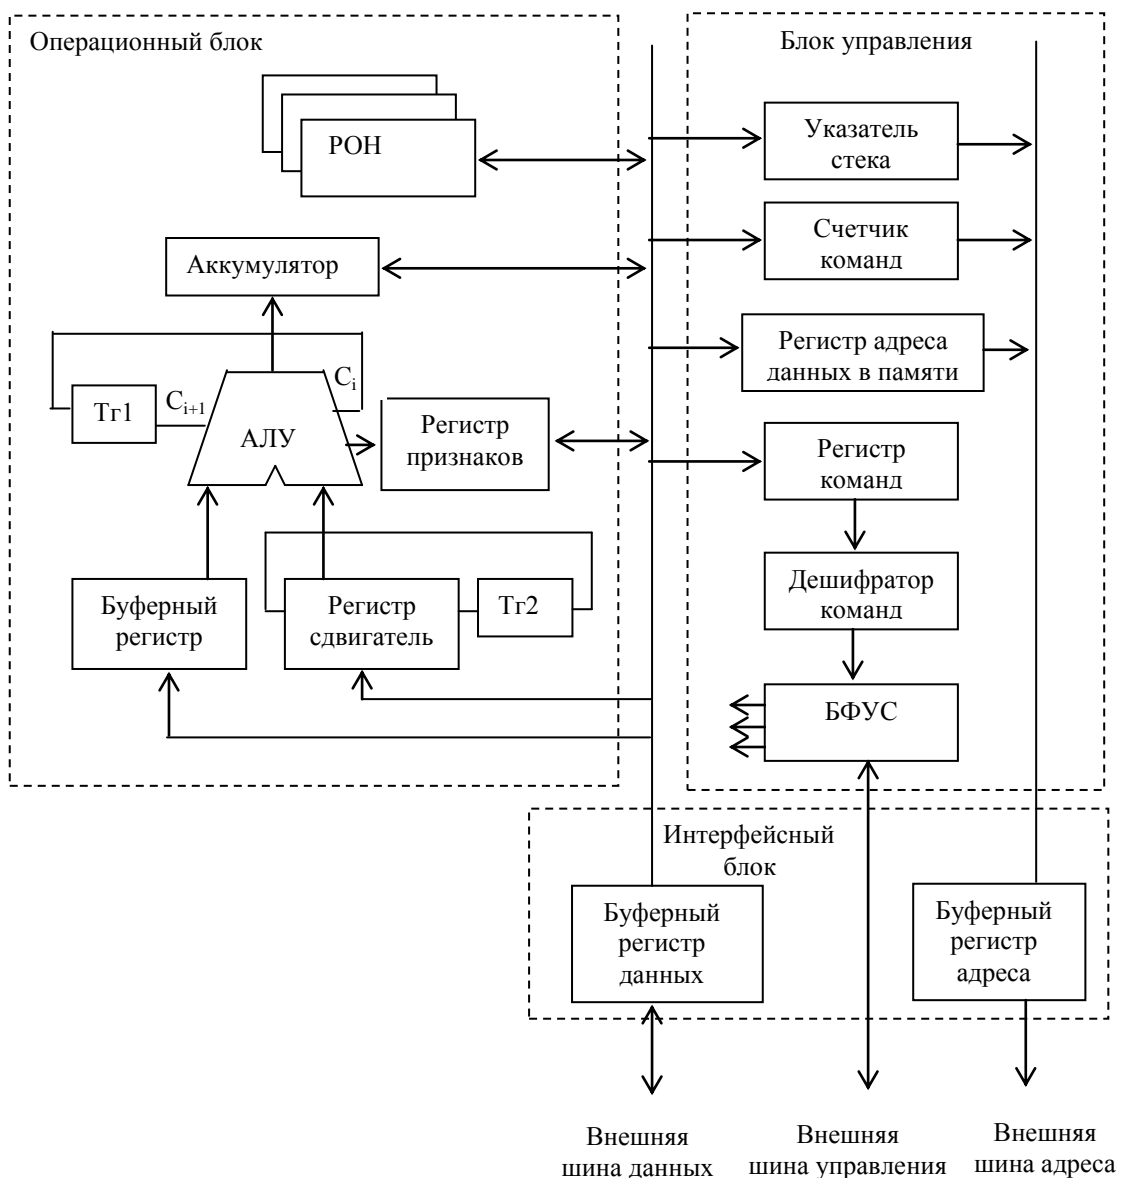 Операционный блок
РОН
Аккумулятор
Тг1
C_{i+1}
C_i
АЛУ
Регистр
признаков
Буферный
регистр
Регистр
сдвигатель
Тг2
Блок управления
Указатель
стека
Счетчик
команд
Регистр адреса
данных в памяти
Регистр
команд
Дешифратор
команд
БФУС
Интерфейсный
блок
Буферный
регистр
данных
Буферный
регистр
адреса
Внешняя
шина данных
Внешняя
шина управления
Внешняя
шина адреса